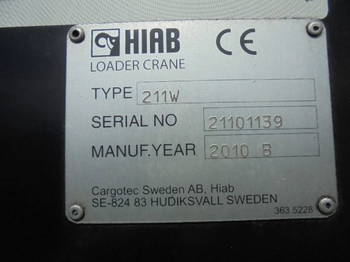 HIAB CE
LOADER CRANE
TYPE 211W
SERIAL NO 21101139
MANUF.YEAR 2010 B
Cargotec Sweden AB, Hiab
SE-824 83 HUDIKSVALL SWEDEN
363 5228